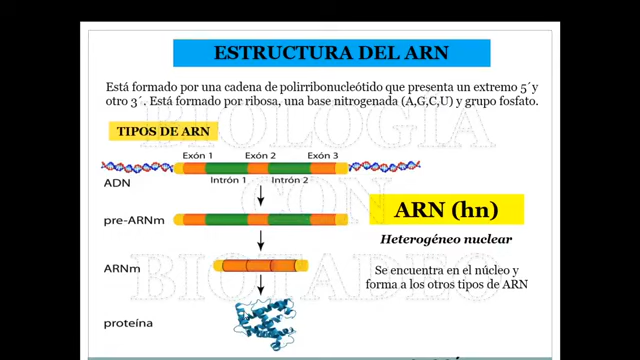 ESTRUCTURA DEL ARN
Está formado por una cadena de polirribonucleótido que presenta un extremo 5´y
otro 3´. Está formado por ribosa, una base nitrogenada (A,G,C,U) y grupo fosfato.
TIPOS DE ARN
Exón 1 Exón 2 Exón 3
Intrón 1 Intrón 2
ADN
pre-ARNm
ARNm
proteína
ARN (hn)
Heterogéneo nuclear
Se encuentra en el núcleo y
forma a los otros tipos de ARN
BIOLOGIA
CON
BIOTADEO